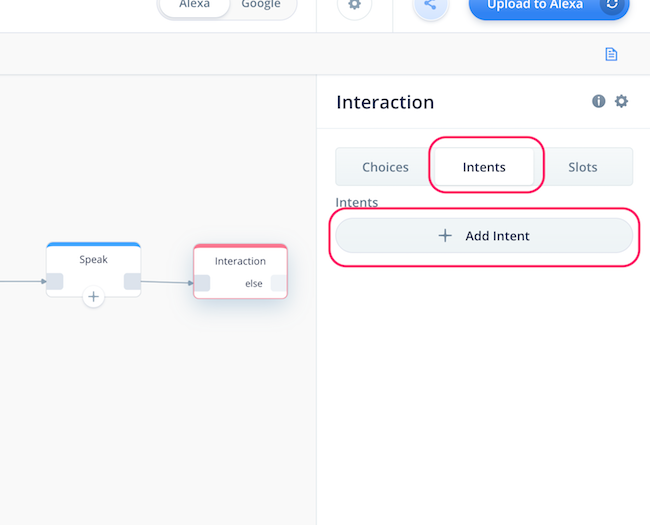 Alexa Google Upload to Alexa
Interaction
Choices Intents Slots
Intents
+ Add Intent
Speak
Interaction
else